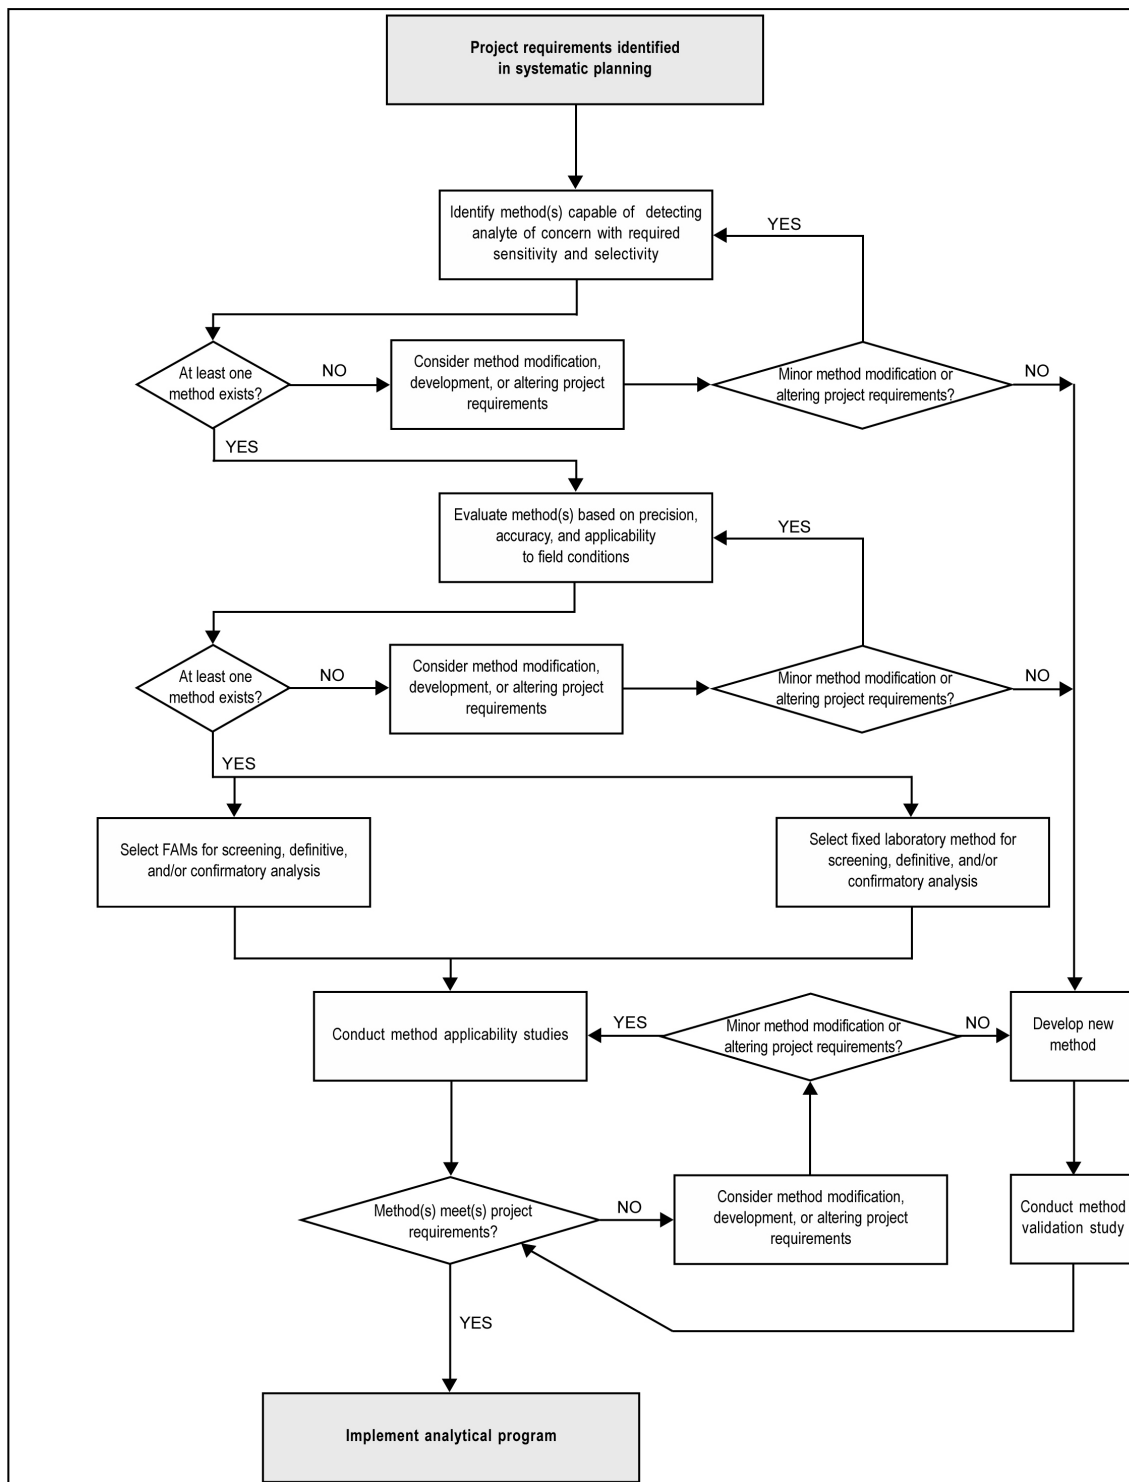 Project requirements identified
in systematic planning
Identify method(s) capable of detecting
analyte of concern with required
sensitivity and selectivity
YES
At least one
method exists?
NO
Consider method modification,
development, or altering project
requirements
Minor method modification or
altering project requirements?
NO
YES
Evaluate method(s) based on precision,
accuracy, and applicability
to field conditions
YES
At least one
method exists?
NO
Consider method modification,
development, or altering project
requirements
Minor method modification or
altering project requirements?
NO
YES
Select FAMs for screening, definitive,
and/or confirmatory analysis
Select fixed laboratory method for
screening, definitive, and/or
confirmatory analysis
Conduct method applicability studies
YES
Minor method modification or
altering project requirements?
NO
Develop new
method
Method(s) meet(s) project
requirements?
NO
Consider method modification,
development, or altering project
requirements
Conduct method
validation study
YES
Implement analytical program